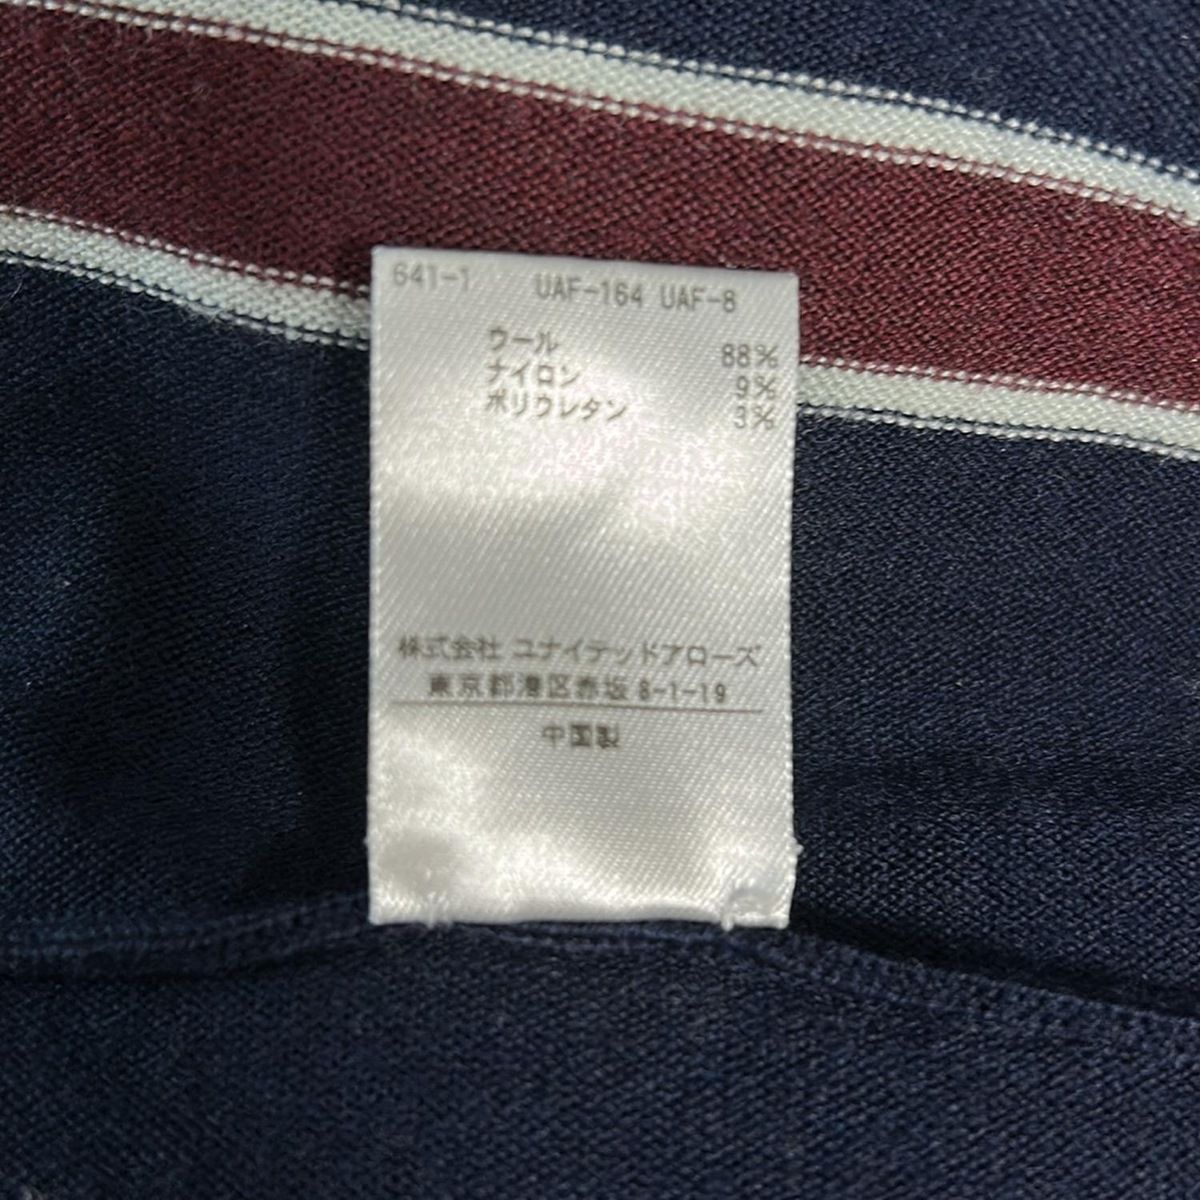 641-1 UAF-164 UAF-8
ウール 88%
ナイロン 9%
ポリウレタン 3%
株式会社 ユナイテッドアローズ
東京都港区赤坂 8-1-19
中国製